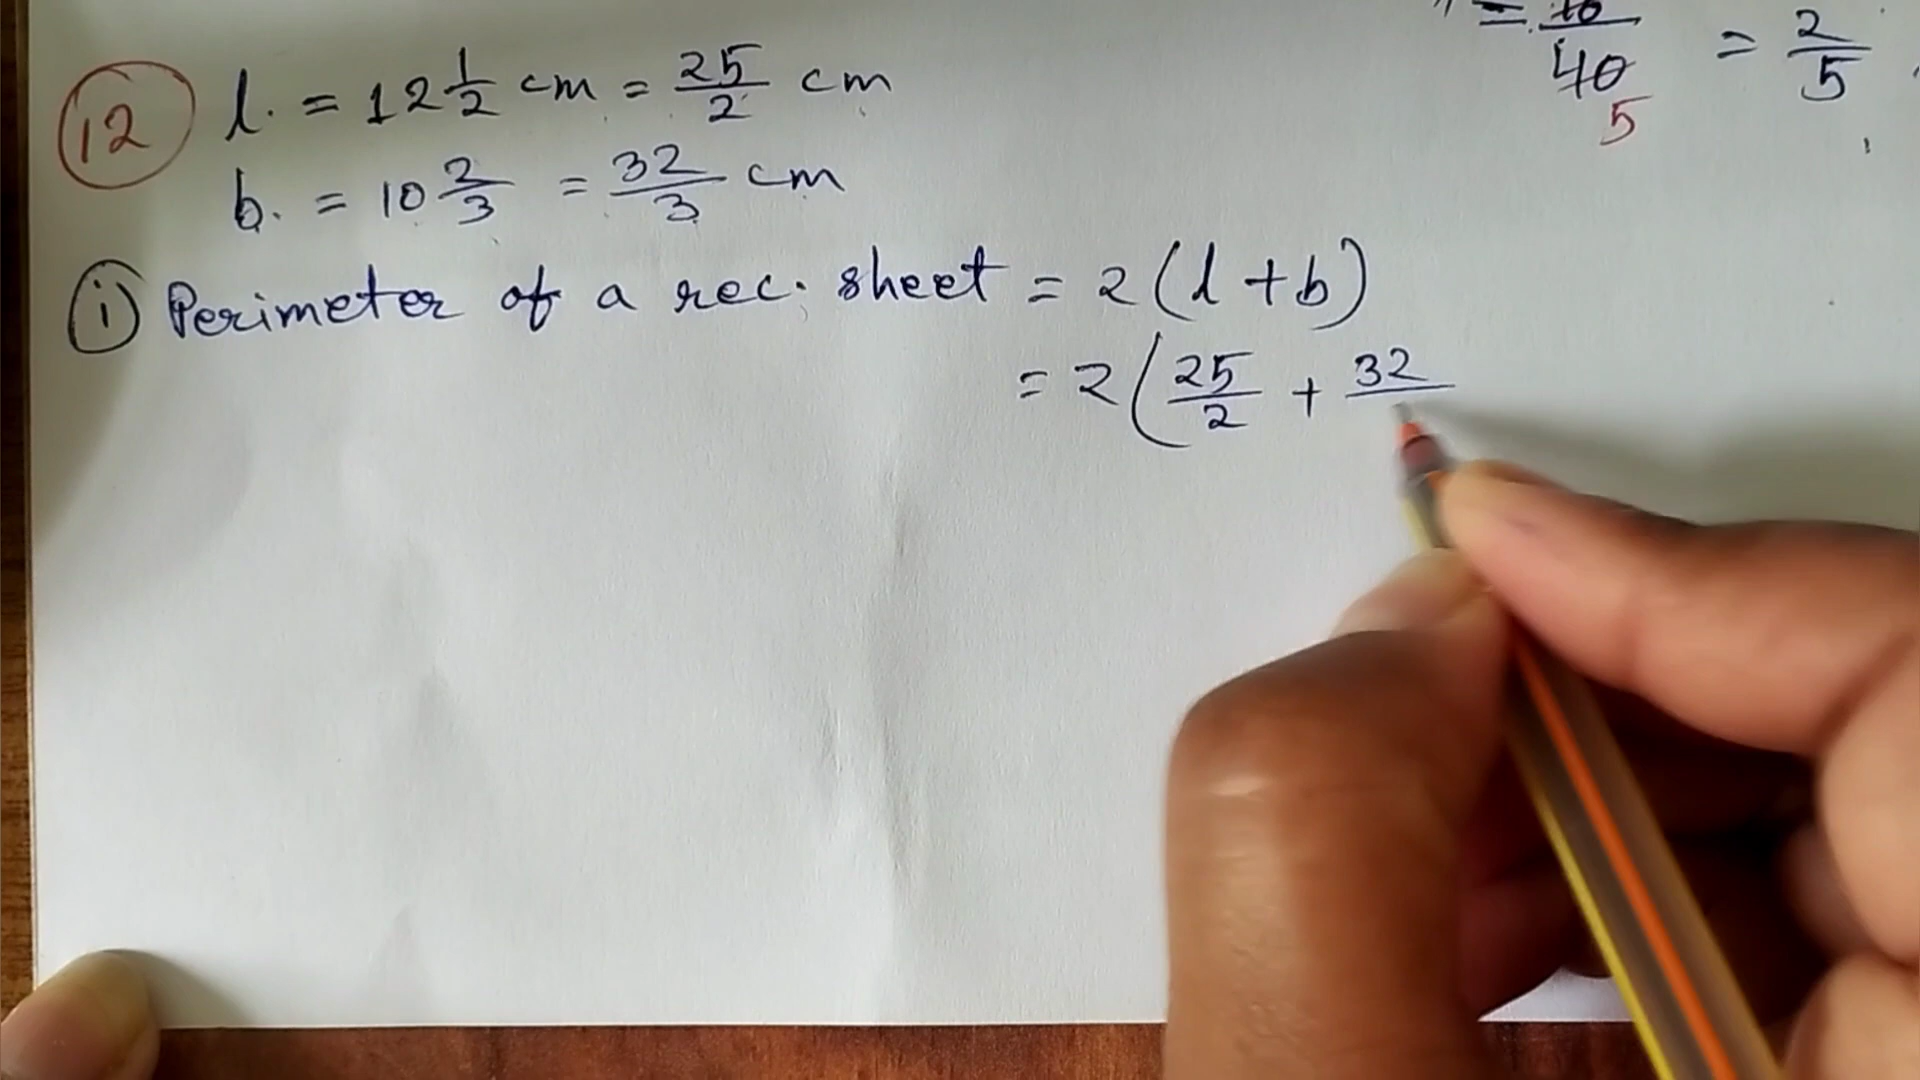 = 10/40 = 2/5
5
12 l. = 12 1/2 cm = 25/2 cm
b. = 10 2/3 = 32/3 cm
i) Perimeter of a rec. sheet = 2(l+b)
= 2(25/2 + 32